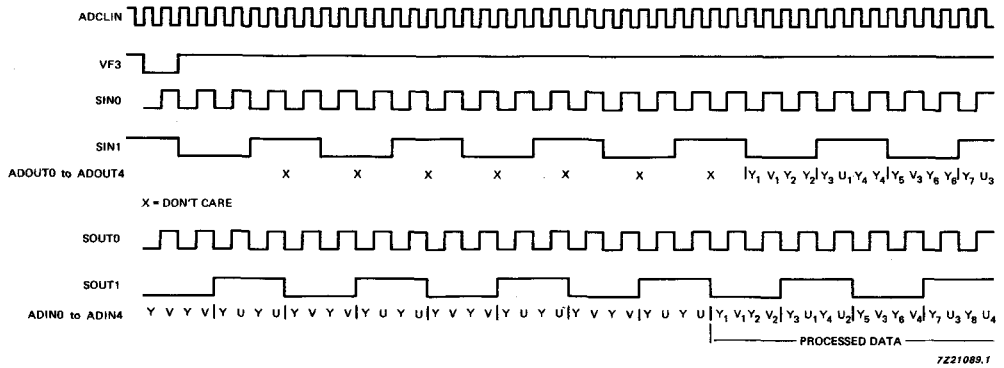 ADCLIN
VF3
SIN0
SIN1
ADOUT0 to ADOUT4 X X X X X X X |Y1 V1 Y2 Y2|Y3 U1 Y4 Y4|Y5 V3 Y6 Y6|Y7 U3
X = DON'T CARE
SOUT0
SOUT1
ADIN0 to ADIN4 Y V Y V|Y U Y U|Y V Y V|Y U Y U|Y V Y V|Y U Y U|Y V Y V|Y U Y U|Y1 V1 Y2 V2|Y3 U1 Y4 U2|Y5 V3 Y6 V4|Y7 U3 Y8 U4
PROCESSED DATA
7Z21089.1